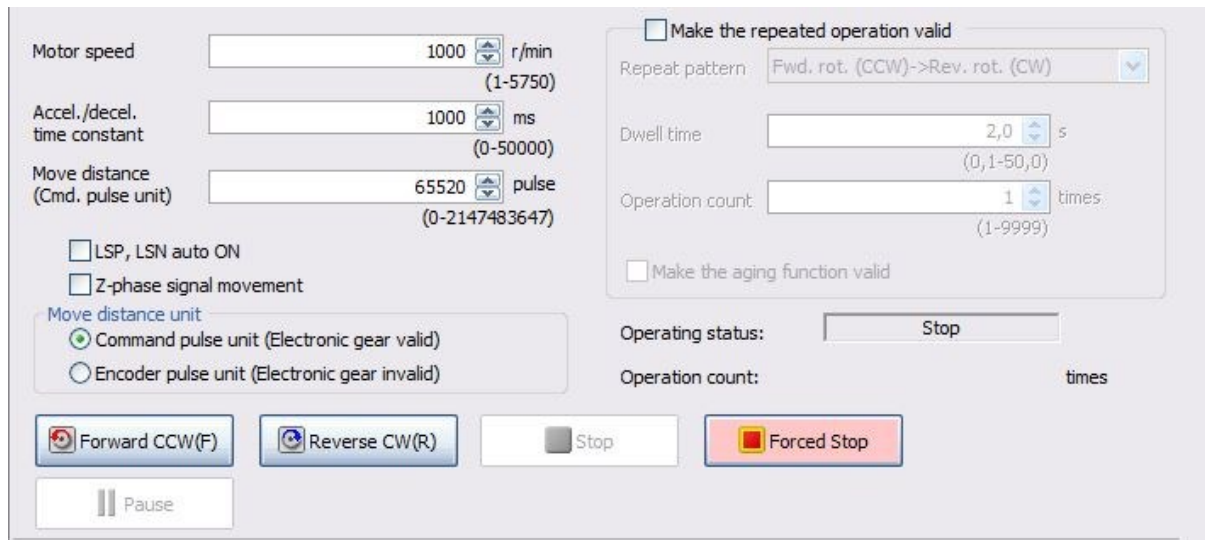 Motor speed 1000 r/min
(1-5750)
Accel./decel.
time constant 1000 ms
(0-50000)
Move distance
(Cmd. pulse unit) 65520 pulse
(0-2147483647)
LSP, LSN auto ON
Z-phase signal movement
Move distance unit
Command pulse unit (Electronic gear valid)
Encoder pulse unit (Electronic gear invalid)
Make the repeated operation valid
Repeat pattern Fwd. rot. (CCW)->Rev. rot. (CW)
Dwell time 2,0 s
(0,1-50,0)
Operation count 1 times
(1-9999)
Make the aging function valid
Operating status: Stop
Operation count: times
Forward CCW(F) Reverse CW(R) Stop Forced Stop
Pause